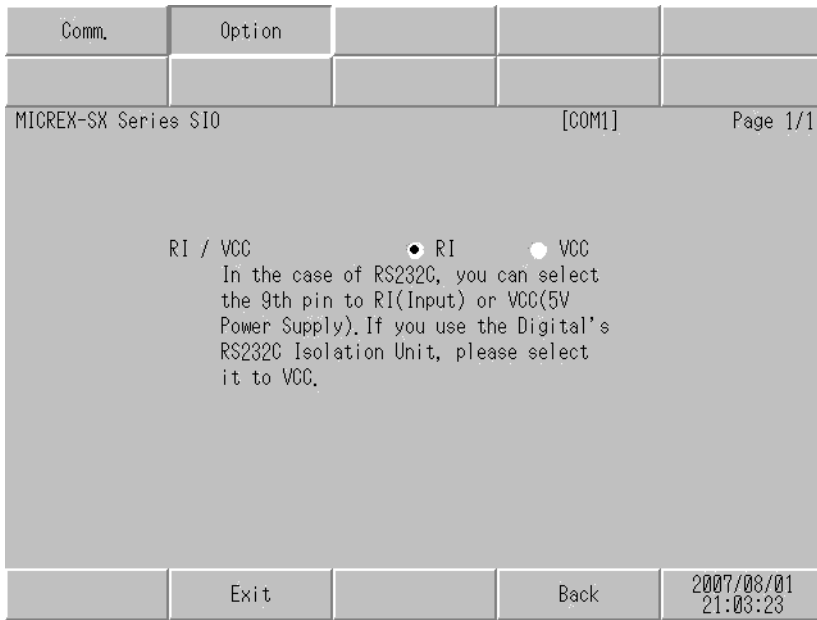 Comm. Option
MICREX-SX Series SIO [COM1] Page 1/1
RI / VCC RI VCC
In the case of RS232C, you can select
the 9th pin to RI(Input) or VCC(5V
Power Supply).If you use the Digital's
RS232C Isolation Unit, please select
it to VCC.
Exit Back 2007/08/01
21:03:23